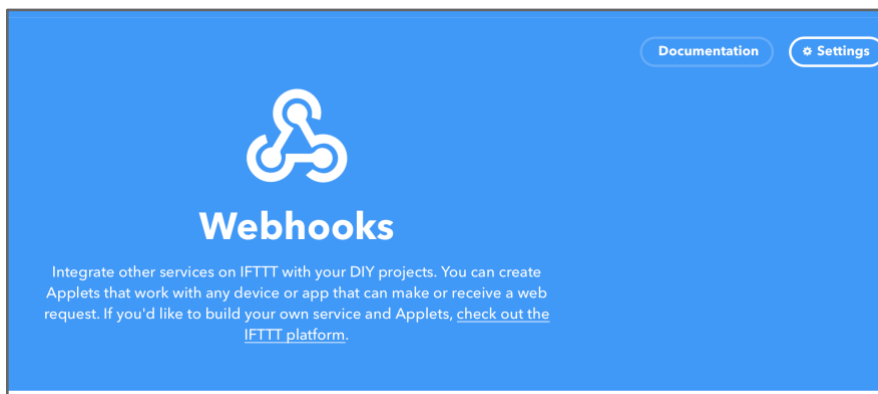 Documentation
Settings
Webhooks
Integrate other services on IFTTT with your DIY projects. You can create
Applets that work with any device or app that can make or receive a web
request. If you'd like to build your own service and Applets, check out the
IFTTT platform.